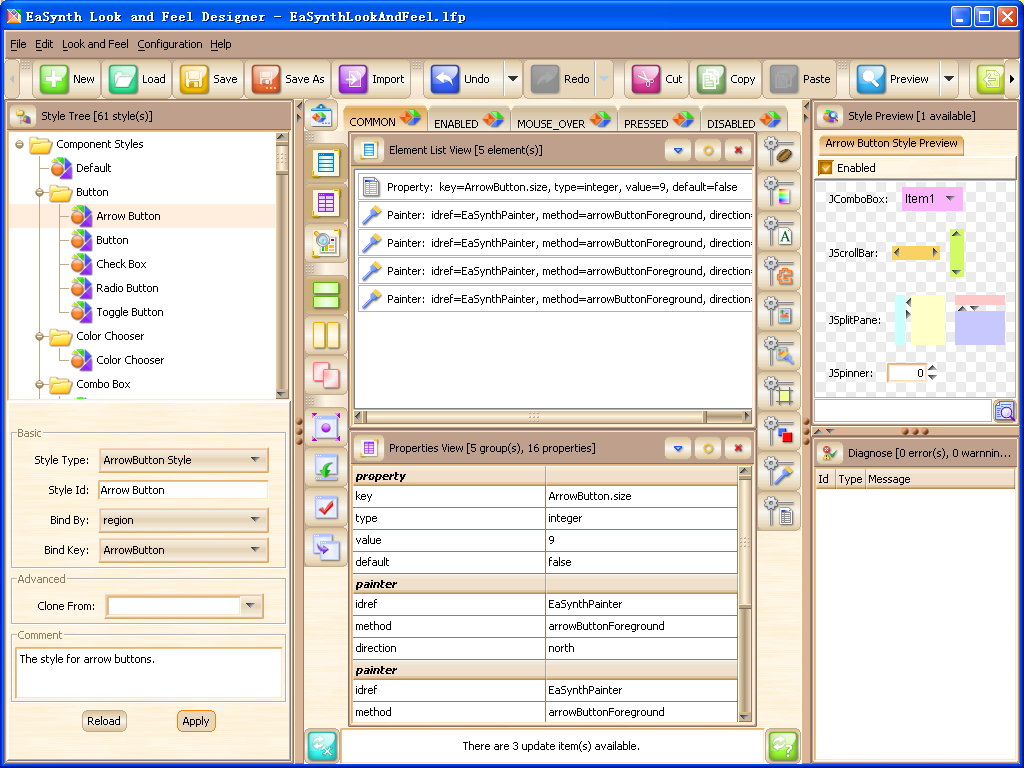 EaSynth Look and Feel Designer - EaSynthLookAndFeel.lfp
File Edit Look and Feel Configuration Help
New Load Save Save As Import Undo Redo Cut Copy Paste Preview
Style Tree [61 style(s)]
Component Styles
Default
Button
Arrow Button
Button
Check Box
Radio Button
Toggle Button
Color Chooser
Color Chooser
Combo Box
Basic
Style Type: ArrowButton Style
Style Id: Arrow Button
Bind By: region
Bind Key: ArrowButton
Advanced
Clone From:
Comment
The style for arrow buttons.
Reload Apply
COMMON ENABLED MOUSE_OVER PRESSED DISABLED
Element List View [5 element(s)]
Property: key=ArrowButton.size, type=integer, value=9, default=false
Painter: idref=EaSynthPainter, method=arrowButtonForeground, direction=
Painter: idref=EaSynthPainter, method=arrowButtonForeground, direction=
Painter: idref=EaSynthPainter, method=arrowButtonForeground, direction=
Painter: idref=EaSynthPainter, method=arrowButtonForeground, direction=
Properties View [5 group(s), 16 properties]
property
key ArrowButton.size
type integer
value 9
default false
painter
idref EaSynthPainter
method arrowButtonForeground
direction north
painter
idref EaSynthPainter
method arrowButtonForeground
There are 3 update item(s) available.
Style Preview [1 available]
Arrow Button Style Preview
Enabled
JComboBox: Item1
JScrollBar:
JSplitPane:
JSpinner: 0
Diagnose [0 error(s), 0 warnnin...
Id Type Message